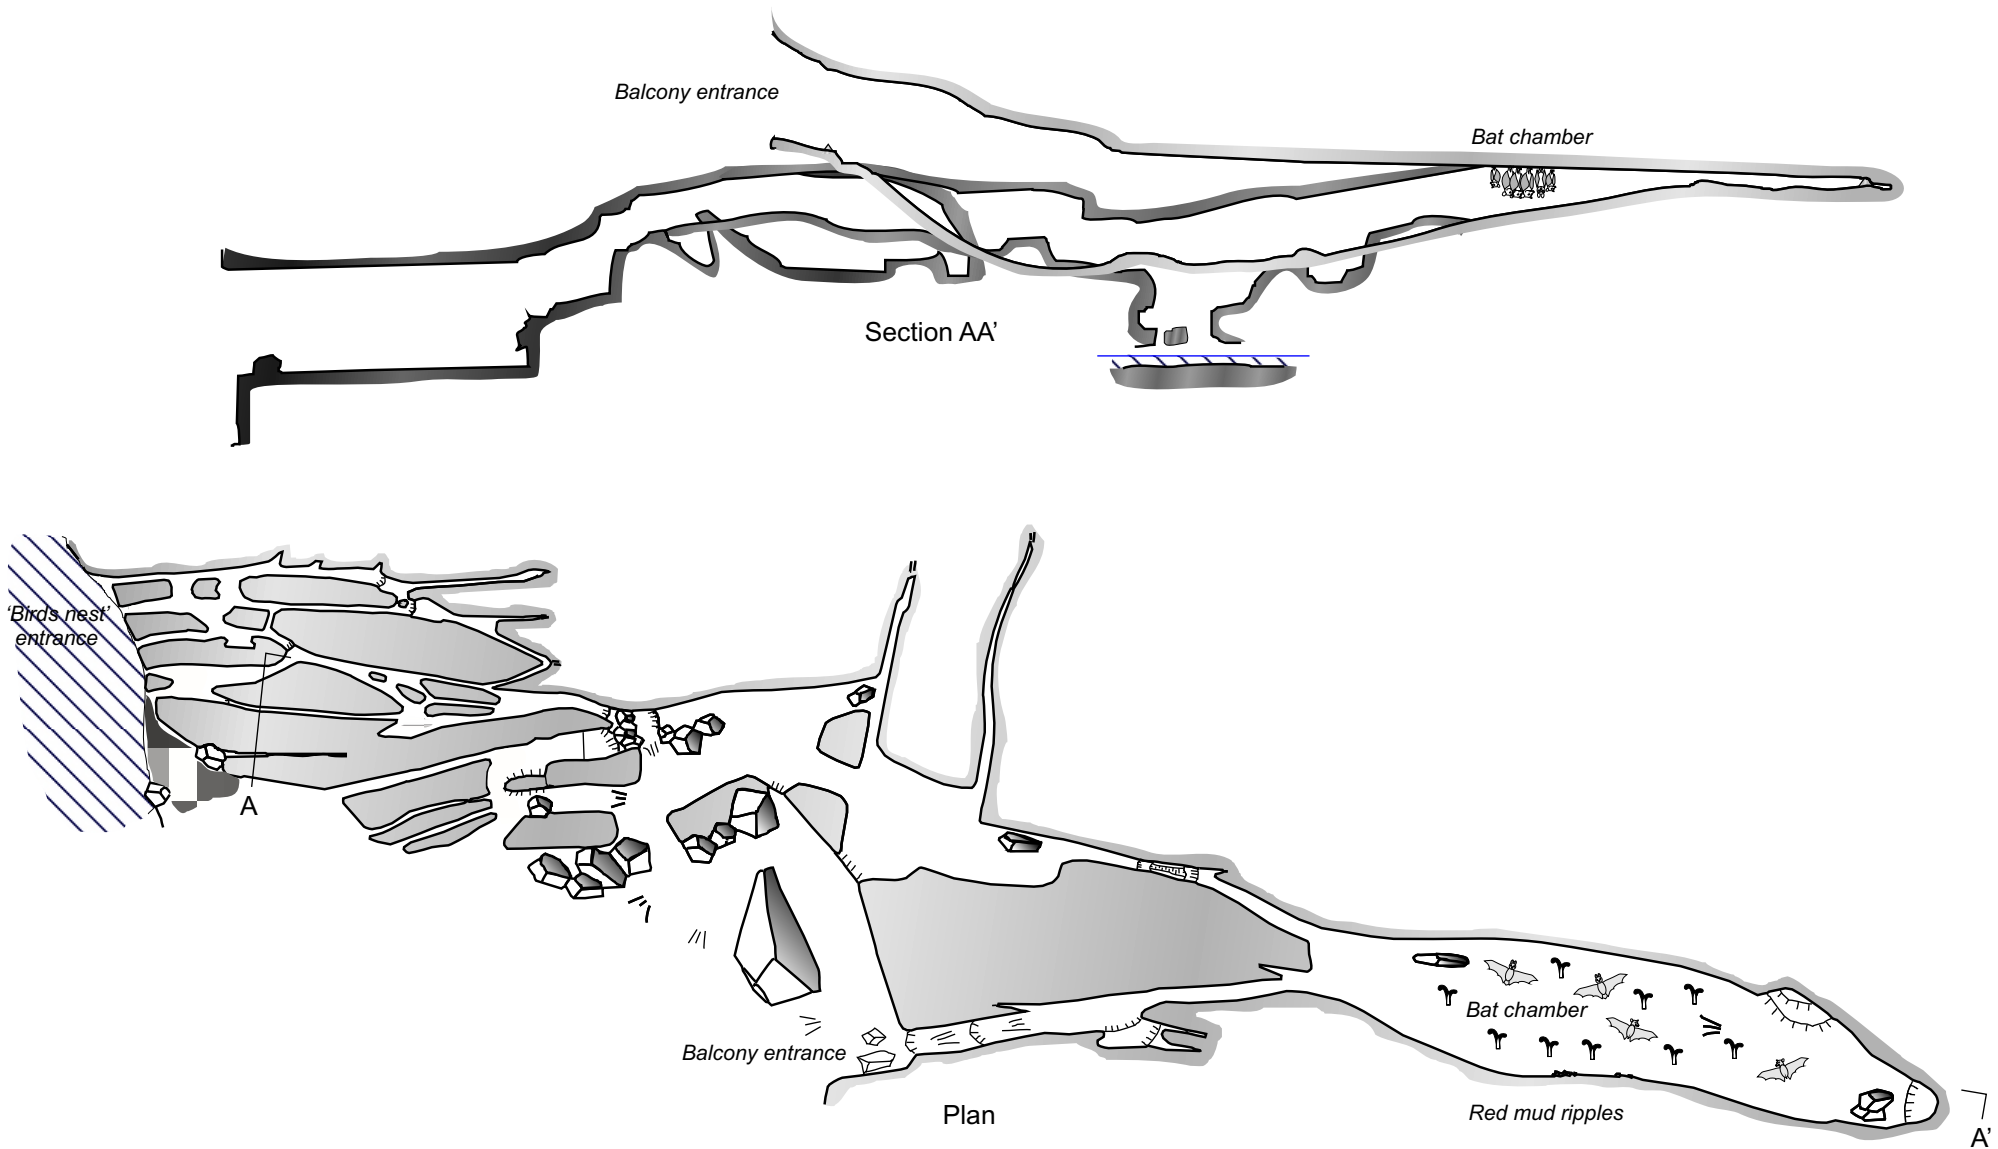 Balcony entrance
Bat chamber
Section AA’
‘Birds nest’
entrance
A
Bat chamber
Balcony entrance
Plan
Red mud ripples
A’